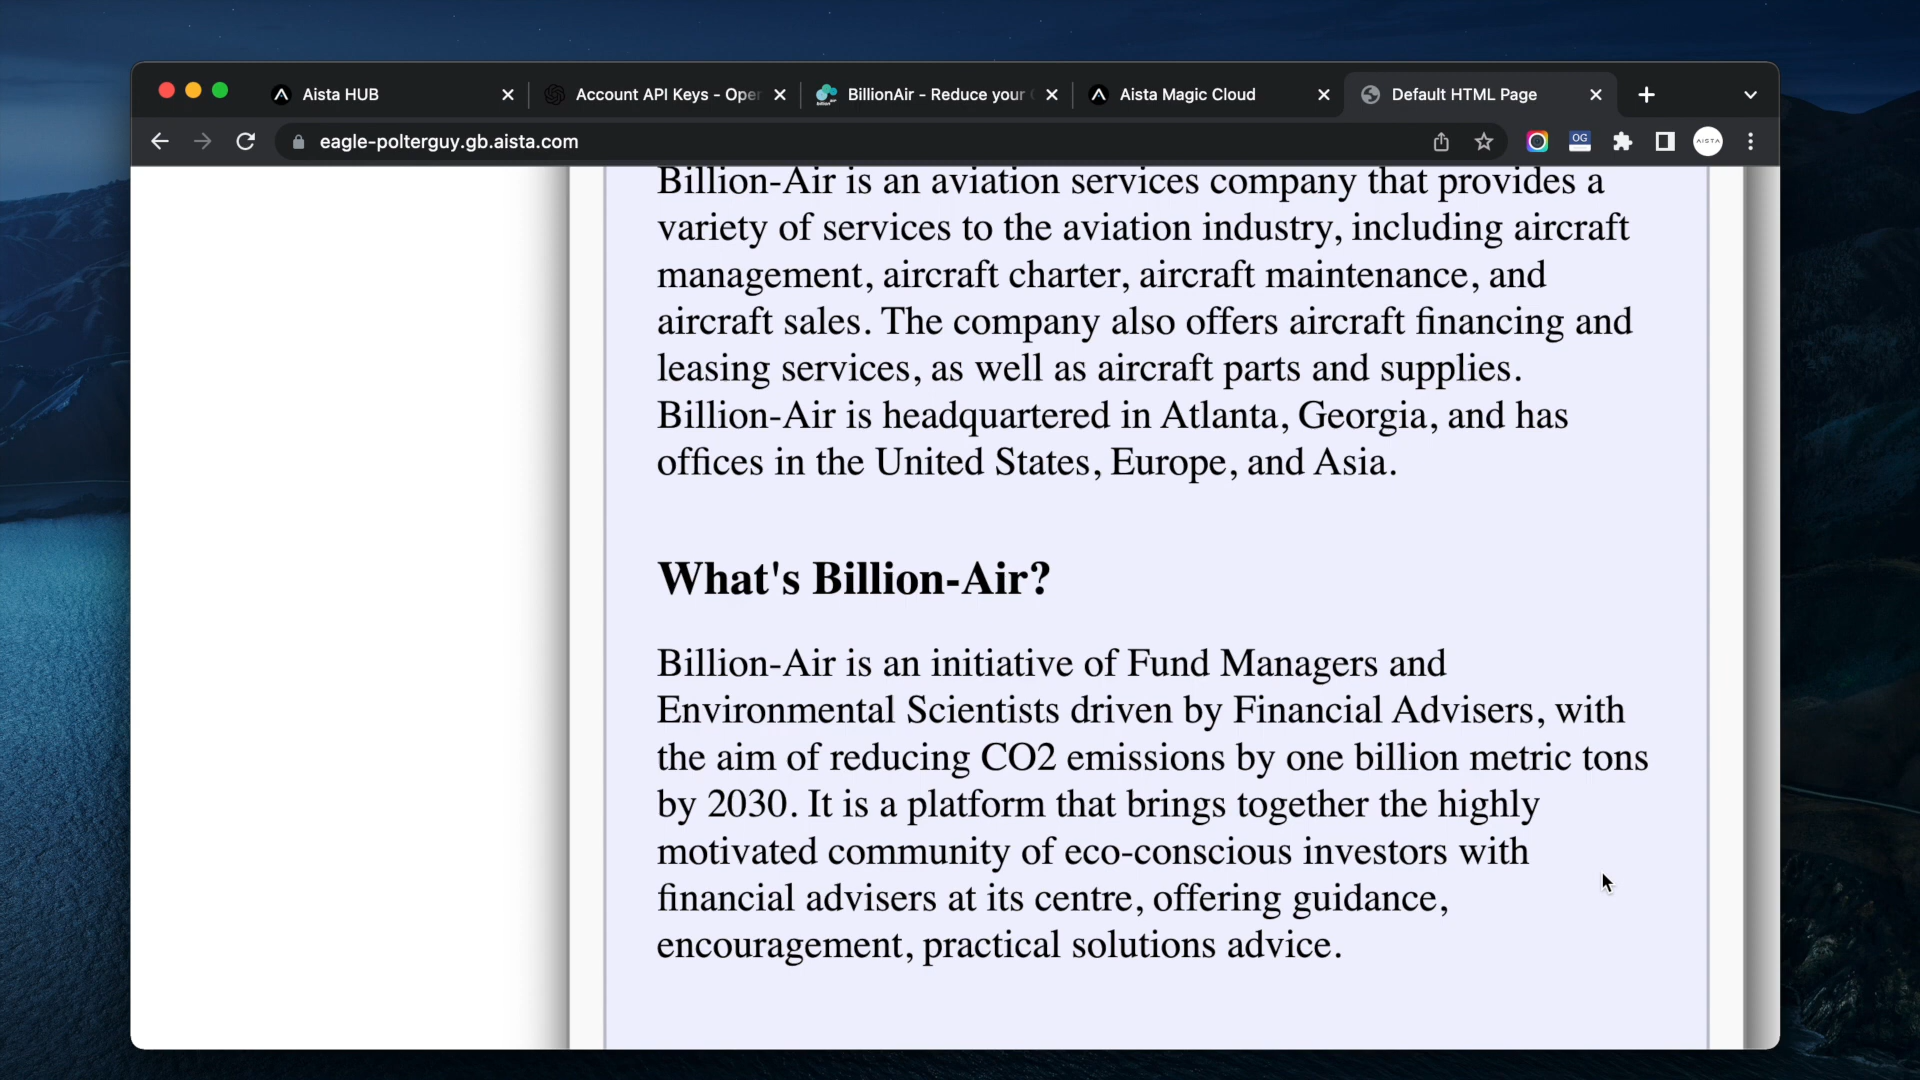 Aista HUB
Account API Keys - Oper
BillionAir - Reduce your
Aista Magic Cloud
Default HTML Page
eagle-polterguy.gb.aista.com
OG
AISTA
Billion-Air is an aviation services company that provides a
variety of services to the aviation industry, including aircraft
management, aircraft charter, aircraft maintenance, and
aircraft sales. The company also offers aircraft financing and
leasing services, as well as aircraft parts and supplies.
Billion-Air is headquartered in Atlanta, Georgia, and has
offices in the United States, Europe, and Asia.
What's Billion-Air?
Billion-Air is an initiative of Fund Managers and
Environmental Scientists driven by Financial Advisers, with
the aim of reducing CO2 emissions by one billion metric tons
by 2030. It is a platform that brings together the highly
motivated community of eco-conscious investors with
financial advisers at its centre, offering guidance,
encouragement, practical solutions advice.